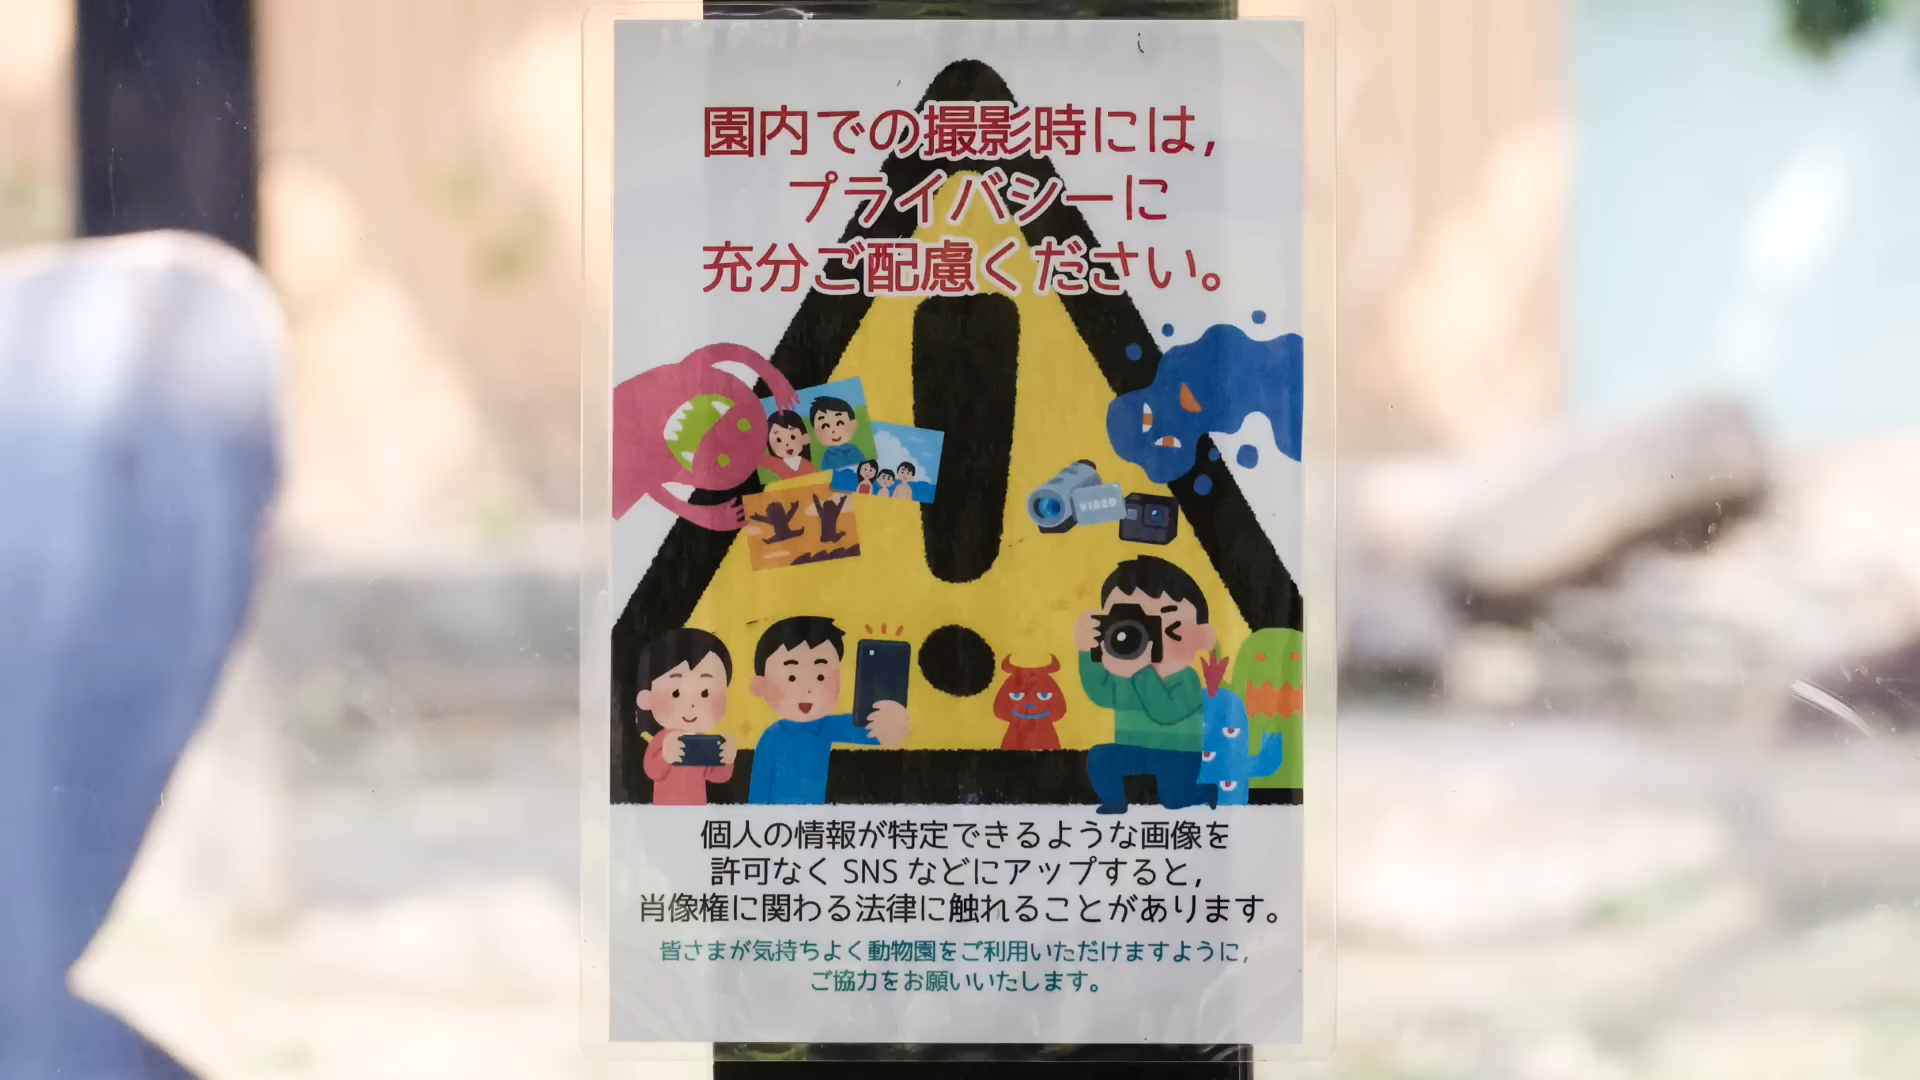 園内での撮影時には,
プライバシーに
充分ご配慮ください。
VIDEO
個人の情報が特定できるような画像を
許可なく SNS などにアップすると,
肖像権に関わる法律に触れることがあります。
皆さまが気持ちよく動物園をご利用いただけますように,
ご協力をお願いいたします。